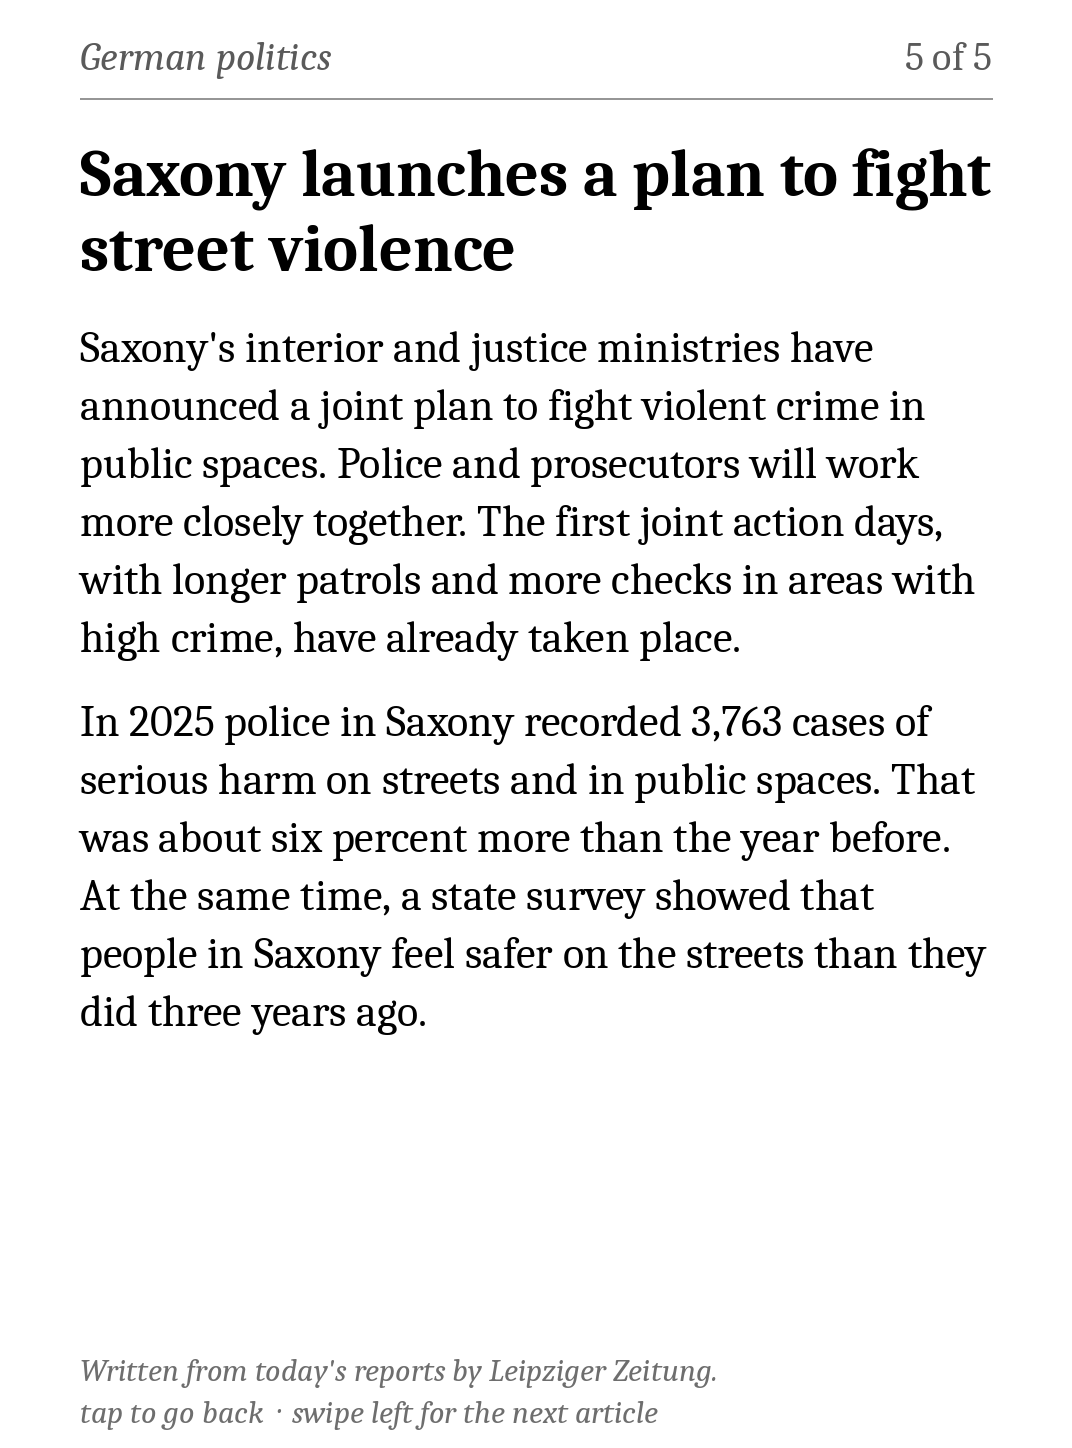 German politics
5 of 5
Saxony launches a plan to fight
street violence
Saxony's interior and justice ministries have
announced a joint plan to fight violent crime in
public spaces. Police and prosecutors will work
more closely together. The first joint action days,
with longer patrols and more checks in areas with
high crime, have already taken place.
In 2025 police in Saxony recorded 3,763 cases of
serious harm on streets and in public spaces. That
was about six percent more than the year before.
At the same time, a state survey showed that
people in Saxony feel safer on the streets than they
did three years ago.
Written from today's reports by Leipziger Zeitung.
tap to go back · swipe left for the next article